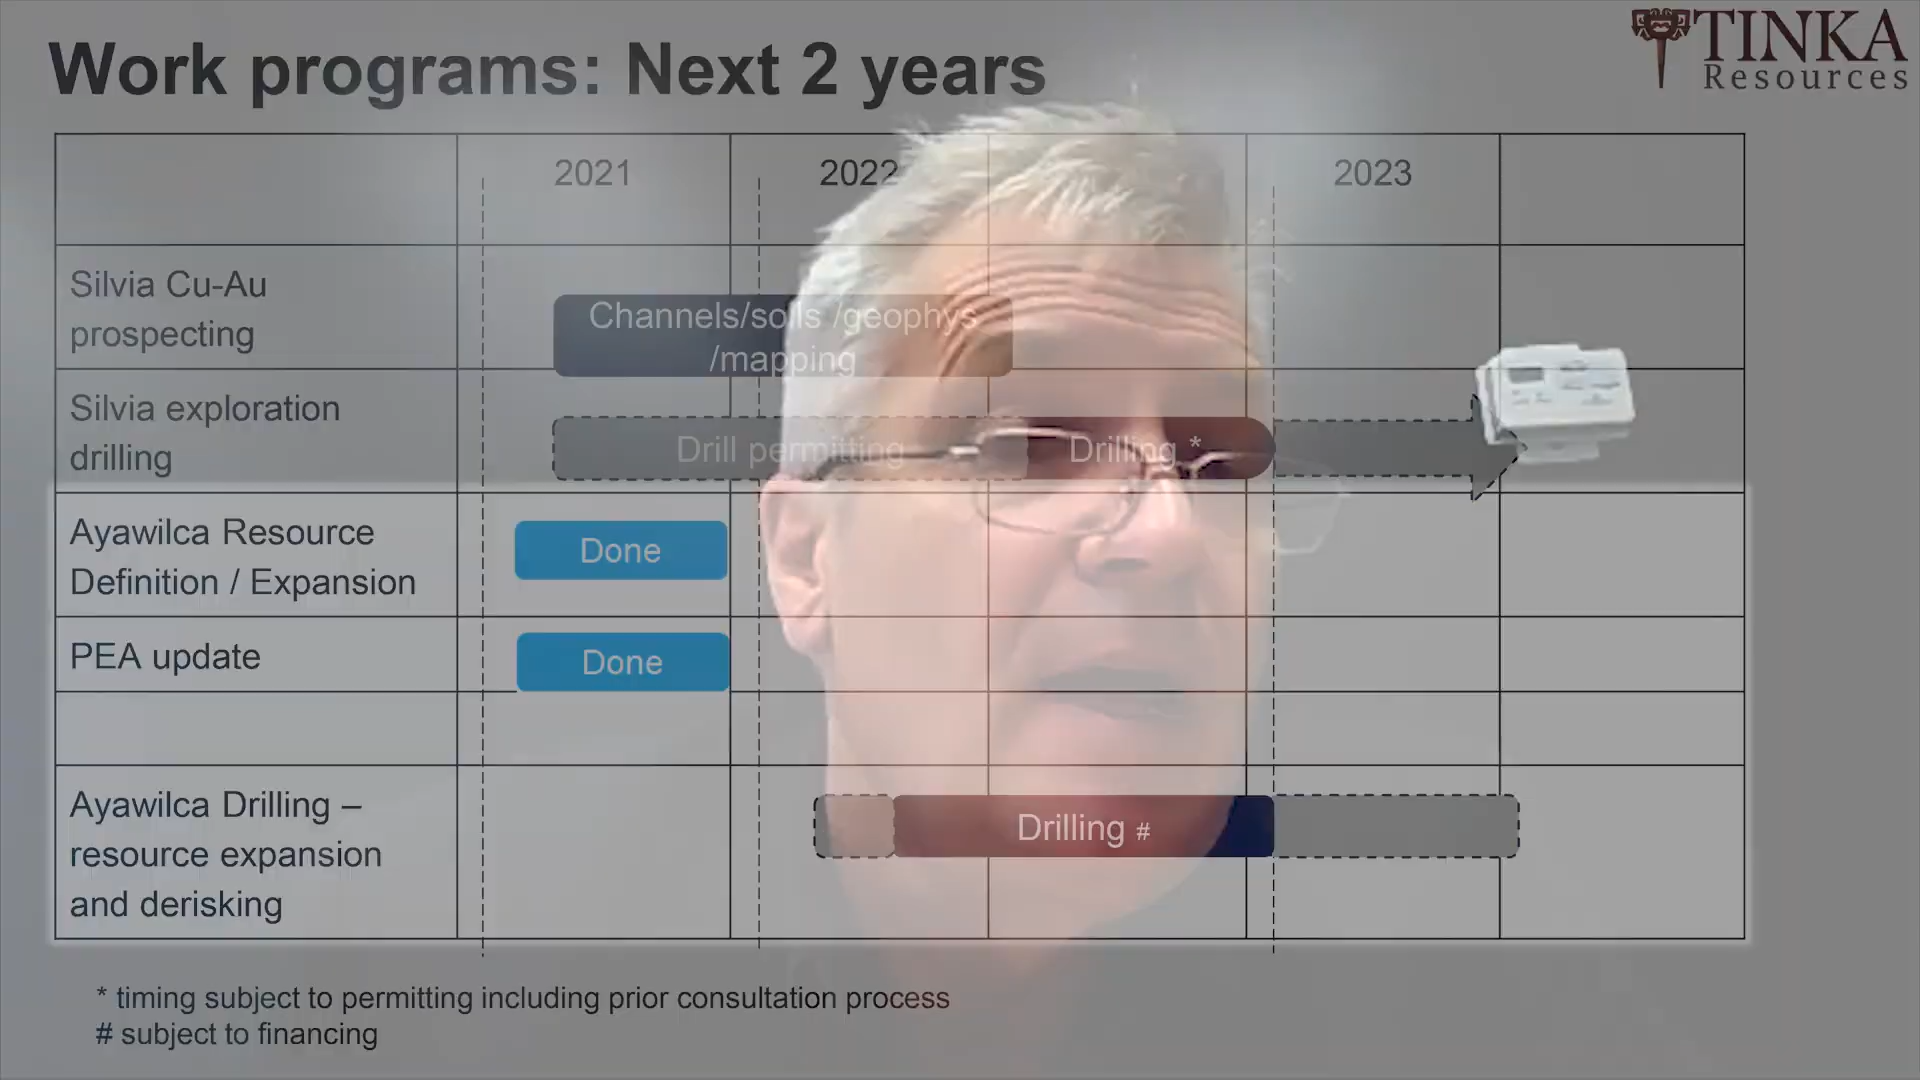 TINKA
Resources
Work programs: Next 2 years
2021 2022 2023
Silvia Cu-Au
prospecting
Channels/soils /geophys
/mapping
Silvia exploration
drilling
Drill permitting
Drilling *
Ayawilca Resource
Definition / Expansion
Done
PEA update
Done
Ayawilca Drilling –
resource expansion
and derisking
Drilling #
* timing subject to permitting including prior consultation process
# subject to financing